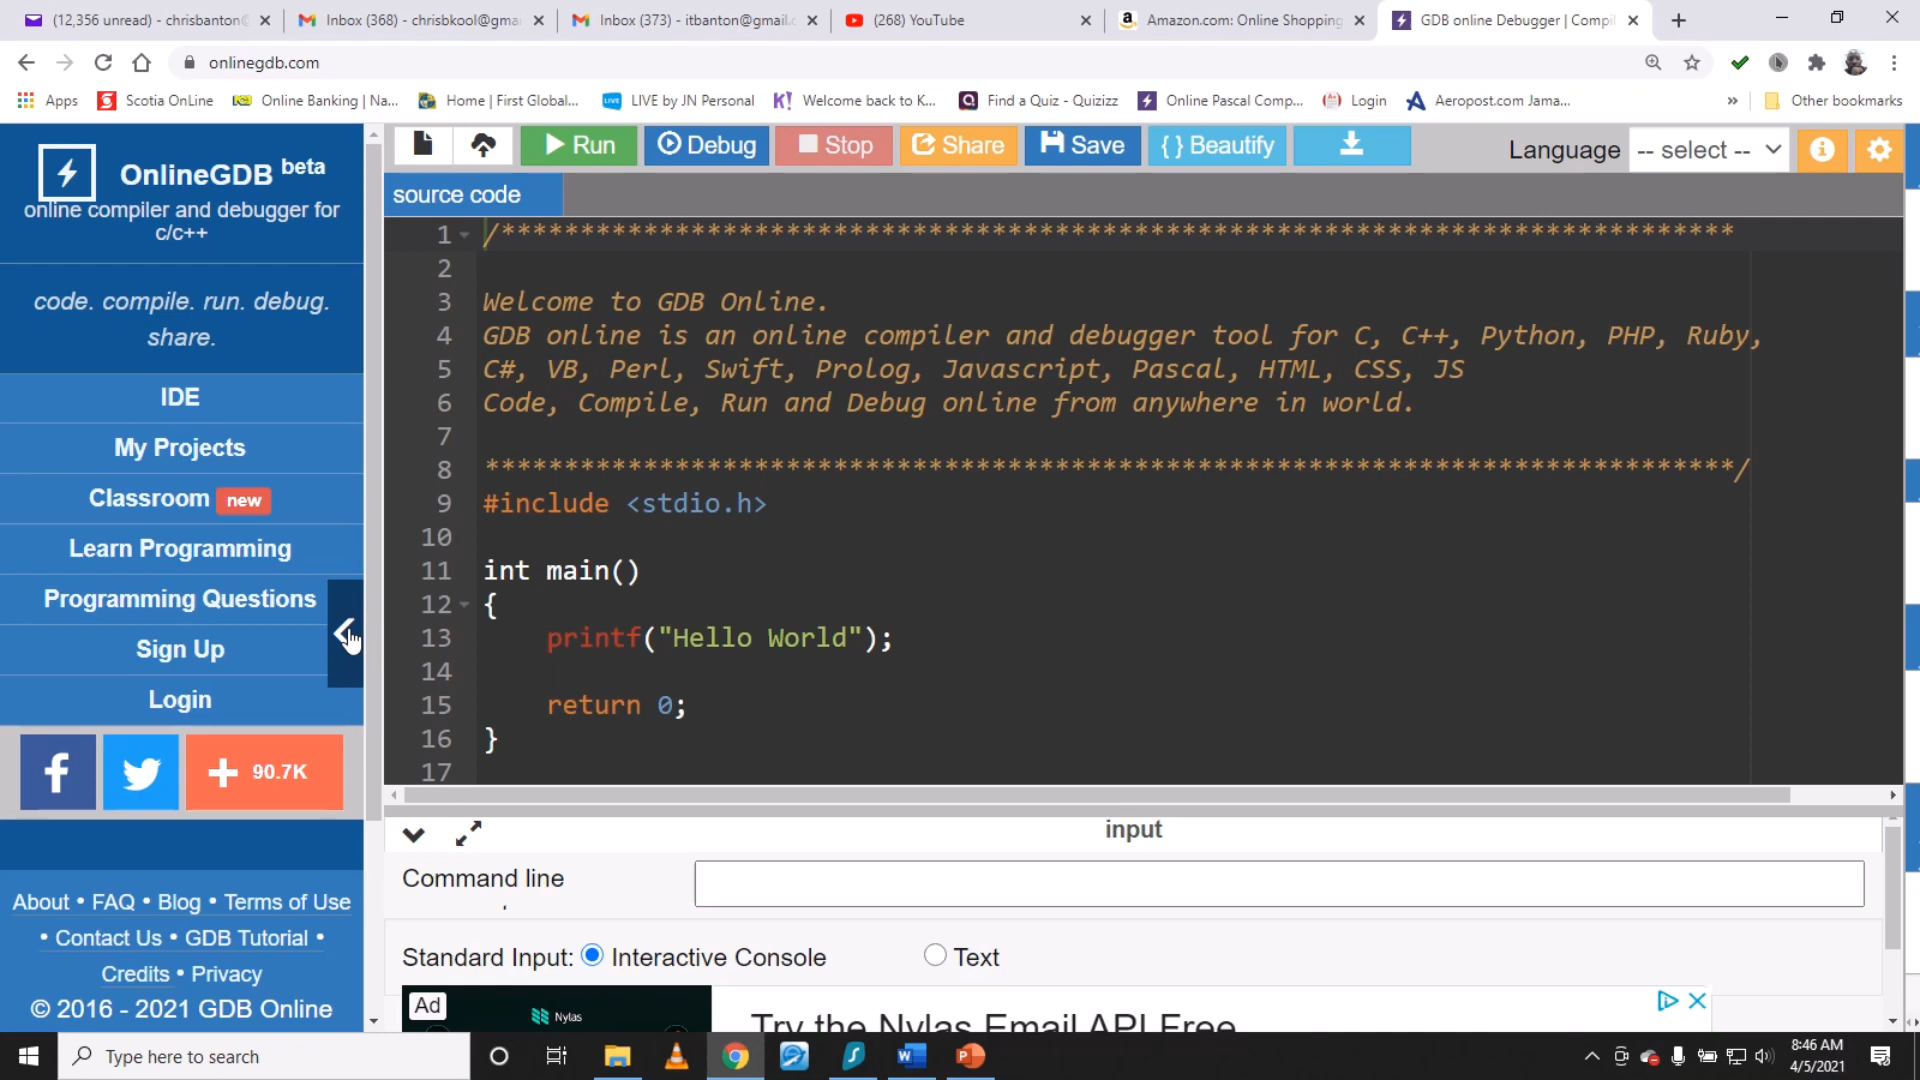 (12,356 unread) - chrisbanton@
Inbox (368) - chrisbkool@gmai
Inbox (373) - itbanton@gmail.c
(268) YouTube
Amazon.com: Online Shopping
GDB online Debugger | Compil
onlinegdb.com
Apps
Scotia OnLine
Online Banking | Na...
Home | First Global...
LIVE by JN Personal
Welcome back to K...
Find a Quiz - Quizizz
Online Pascal Comp...
Login
Aeropost.com Jama...
»
Other bookmarks
OnlineGDB beta
online compiler and debugger for
c/c++
code. compile. run. debug.
share.
IDE
My Projects
Classroom new
Learn Programming
Programming Questions
Sign Up
Login
+ 90.7K
About • FAQ • Blog • Terms of Use
• Contact Us • GDB Tutorial •
Credits • Privacy
© 2016 - 2021 GDB Online
Run
Debug
Stop
Share
Save
{ } Beautify
Language
-- select --
source code
1 /******************************************************************************
2
3 Welcome to GDB Online.
4 GDB online is an online compiler and debugger tool for C, C++, Python, PHP, Ruby,
5 C#, VB, Perl, Swift, Prolog, Javascript, Pascal, HTML, CSS, JS
6 Code, Compile, Run and Debug online from anywhere in world.
7
8 *******************************************************************************/
9 #include <stdio.h>
10
11 int main()
12 {
13     printf("Hello World");
14
15     return 0;
16 }
17
input
Command line
Standard Input: Interactive Console Text
Ad
Nylas
Try the Nylas Email API Free
Type here to search
8:46 AM
4/5/2021